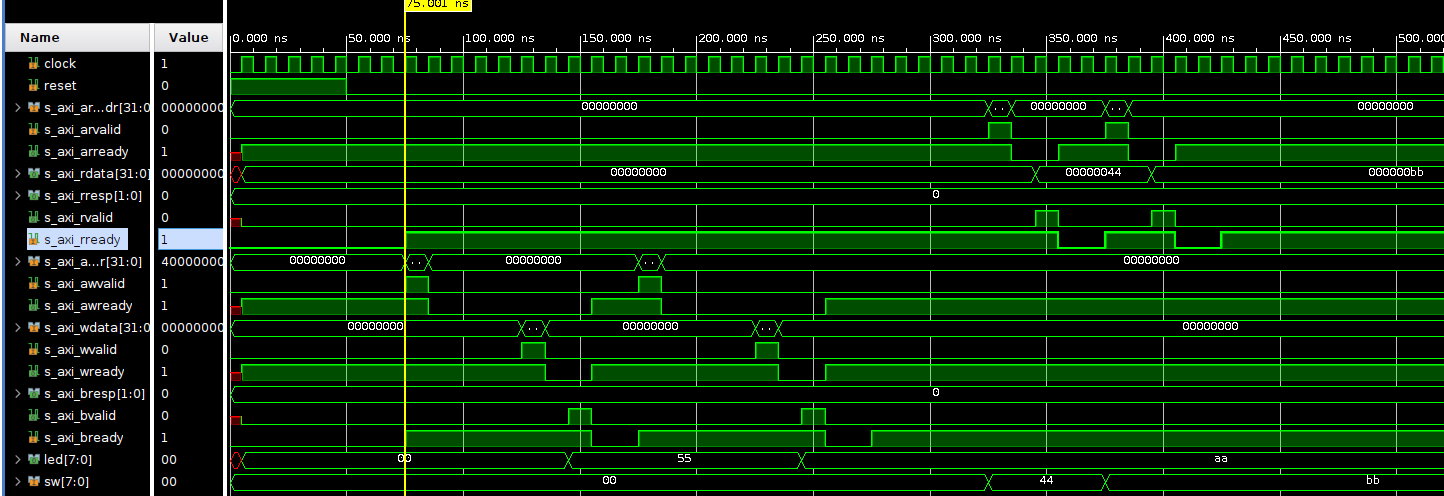 75.001 ns
Name Value
0.000 ns 50.000 ns 100.000 ns 150.000 ns 200.000 ns 250.000 ns 300.000 ns 350.000 ns 400.000 ns 450.000 ns 500.00
clock 1
reset 0
s_axi_ar...dr[31:0 00000000 00000000 .. 00000000 .. 00000000
s_axi_arvalid 0
s_axi_arready 1
s_axi_rdata[31:0] 00000000 00000000 00000044 000000bb
s_axi_rresp[1:0] 0 0
s_axi_rvalid 0
s_axi_rready 1
s_axi_a...r[31:0] 40000000 00000000 .. 00000000 .. 00000000
s_axi_awvalid 1
s_axi_awready 1
s_axi_wdata[31:0 00000000 00000000 .. 00000000 .. 00000000
s_axi_wvalid 0
s_axi_wready 1
s_axi_bresp[1:0] 0 0
s_axi_bvalid 0
s_axi_bready 1
led[7:0] 00 00 55 aa
sw[7:0] 00 00 44 bb